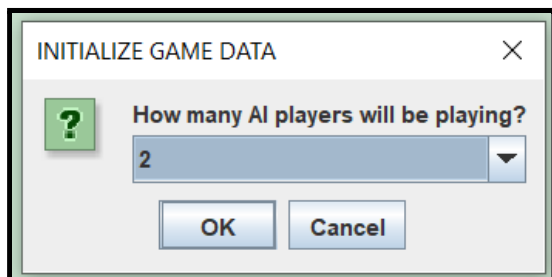 INITIALIZE GAME DATA
?
How many AI players will be playing?
2
OK Cancel